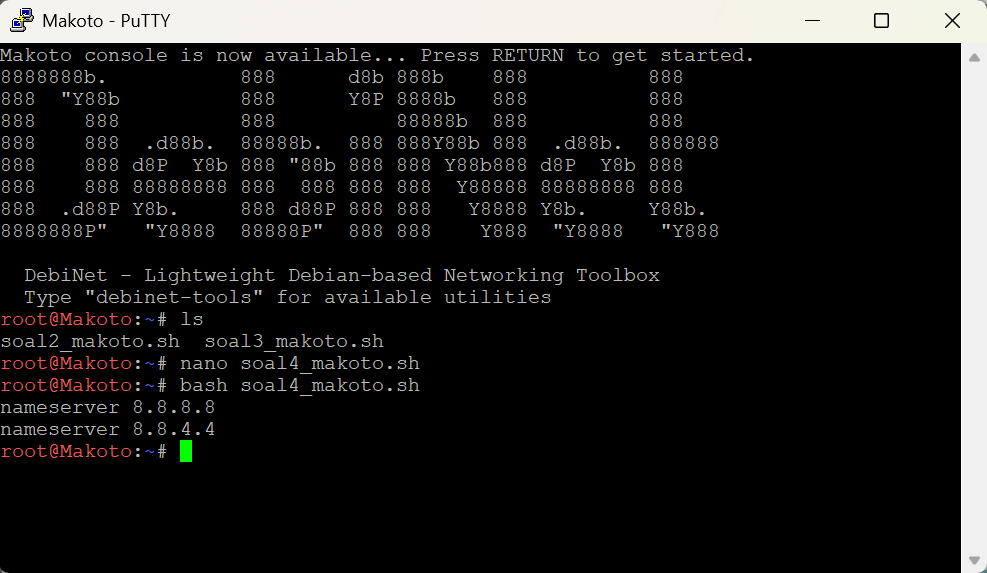 Makoto - PuTTY
Makoto console is now available... Press RETURN to get started.
8888888b.            888      d8b 888b    888          888
888  "Y88b           888      Y8P 8888b   888          888
888    888           888          88888b  888          888
888    888  .d88b.  88888b.  888 888Y88b 888  .d88b.  888888
888    888 d8P  Y8b 888 "88b 888 888 Y88b888 d8P  Y8b 888
888    888 88888888 888  888 888 888  Y88888 88888888 888
888  .d88P Y8b.     888 d88P 888 888   Y8888 Y8b.     Y88b.
8888888P"   "Y8888  88888P"  888 888    Y888  "Y8888   "Y888
DebiNet - Lightweight Debian-based Networking Toolbox
Type "debinet-tools" for available utilities
root@Makoto:~# ls
soal2_makoto.sh  soal3_makoto.sh
root@Makoto:~# nano soal4_makoto.sh
root@Makoto:~# bash soal4_makoto.sh
nameserver 8.8.8.8
nameserver 8.8.4.4
root@Makoto:~#